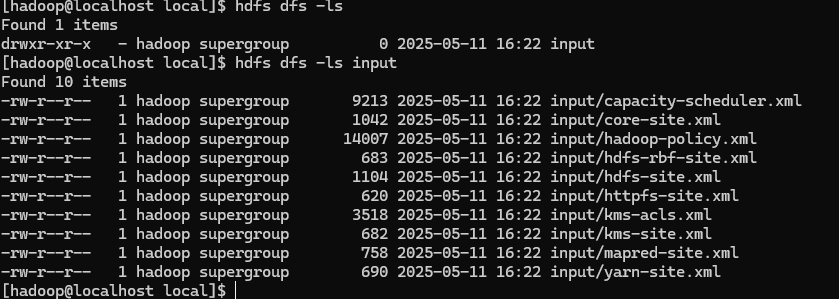 [hadoop@localhost local]$ hdfs dfs -ls
Found 1 items
drwxr-xr-x   - hadoop supergroup          0 2025-05-11 16:22 input
[hadoop@localhost local]$ hdfs dfs -ls input
Found 10 items
-rw-r--r--   1 hadoop supergroup       9213 2025-05-11 16:22 input/capacity-scheduler.xml
-rw-r--r--   1 hadoop supergroup       1042 2025-05-11 16:22 input/core-site.xml
-rw-r--r--   1 hadoop supergroup      14007 2025-05-11 16:22 input/hadoop-policy.xml
-rw-r--r--   1 hadoop supergroup        683 2025-05-11 16:22 input/hdfs-rbf-site.xml
-rw-r--r--   1 hadoop supergroup       1104 2025-05-11 16:22 input/hdfs-site.xml
-rw-r--r--   1 hadoop supergroup        620 2025-05-11 16:22 input/httpfs-site.xml
-rw-r--r--   1 hadoop supergroup       3518 2025-05-11 16:22 input/kms-acls.xml
-rw-r--r--   1 hadoop supergroup        682 2025-05-11 16:22 input/kms-site.xml
-rw-r--r--   1 hadoop supergroup        758 2025-05-11 16:22 input/mapred-site.xml
-rw-r--r--   1 hadoop supergroup        690 2025-05-11 16:22 input/yarn-site.xml
[hadoop@localhost local]$